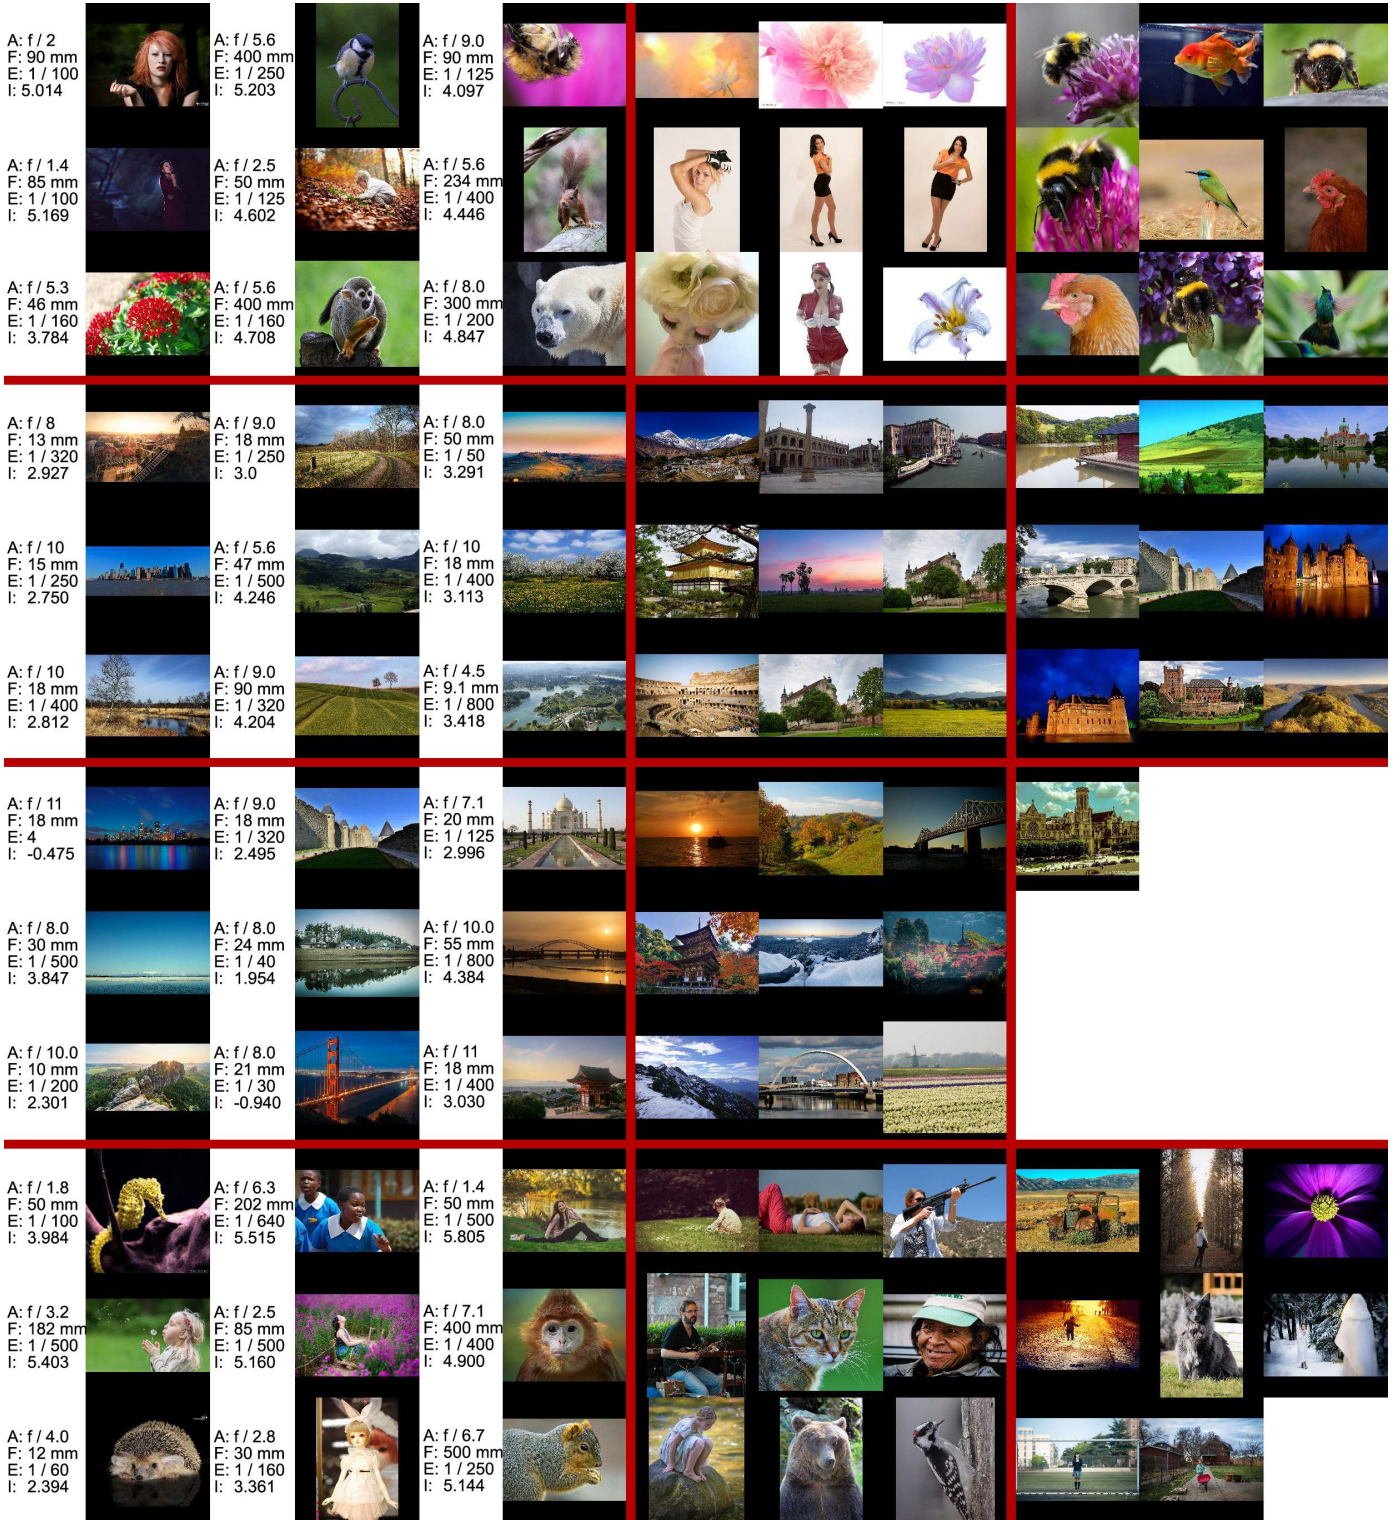 A: f / 2
F: 90 mm
E: 1 / 100
I: 5.014
A: f / 5.6
F: 400 mm
E: 1 / 250
I: 5.203
A: f / 9.0
F: 90 mm
E: 1 / 125
I: 4.097
A: f / 1.4
F: 85 mm
E: 1 / 100
I: 5.169
A: f / 2.5
F: 50 mm
E: 1 / 125
I: 4.602
A: f / 5.6
F: 234 mm
E: 1 / 400
I: 4.446
A: f / 5.3
F: 46 mm
E: 1 / 160
I: 3.784
A: f / 5.6
F: 400 mm
E: 1 / 160
I: 4.708
A: f / 8.0
F: 300 mm
E: 1 / 200
I: 4.847
A: f / 8
F: 13 mm
E: 1 / 320
I: 2.927
A: f / 9.0
F: 18 mm
E: 1 / 250
I: 3.0
A: f / 8.0
F: 50 mm
E: 1 / 50
I: 3.291
A: f / 10
F: 15 mm
E: 1 / 250
I: 2.750
A: f / 5.6
F: 47 mm
E: 1 / 500
I: 4.246
A: f / 10
F: 18 mm
E: 1 / 400
I: 3.113
A: f / 10
F: 18 mm
E: 1 / 400
I: 2.812
A: f / 9.0
F: 90 mm
E: 1 / 320
I: 4.204
A: f / 4.5
F: 9.1 mm
E: 1 / 800
I: 3.418
A: f / 11
F: 18 mm
E: 4
I: -0.475
A: f / 9.0
F: 18 mm
E: 1 / 320
I: 2.495
A: f / 7.1
F: 20 mm
E: 1 / 125
I: 2.996
A: f / 8.0
F: 30 mm
E: 1 / 500
I: 3.847
A: f / 8.0
F: 24 mm
E: 1 / 40
I: 1.954
A: f / 10.0
F: 55 mm
E: 1 / 800
I: 4.384
A: f / 10.0
F: 10 mm
E: 1 / 200
I: 2.301
A: f / 8.0
F: 21 mm
E: 1 / 30
I: -0.940
A: f / 11
F: 18 mm
E: 1 / 400
I: 3.030
A: f / 1.8
F: 50 mm
E: 1 / 100
I: 3.984
A: f / 6.3
F: 202 mm
E: 1 / 640
I: 5.515
A: f / 1.4
F: 50 mm
E: 1 / 500
I: 5.805
A: f / 3.2
F: 182 mm
E: 1 / 500
I: 5.403
A: f / 2.5
F: 85 mm
E: 1 / 500
I: 5.160
A: f / 7.1
F: 400 mm
E: 1 / 400
I: 4.900
A: f / 4.0
F: 12 mm
E: 1 / 60
I: 2.394
A: f / 2.8
F: 30 mm
E: 1 / 160
I: 3.361
A: f / 6.7
F: 500 mm
E: 1 / 250
I: 5.144